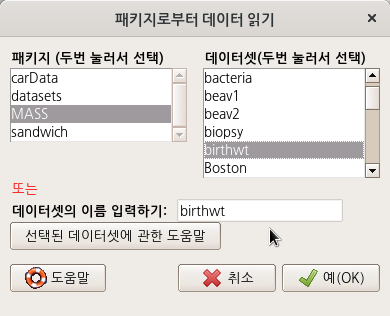 패키지로부터 데이터 읽기
패키지 (두번 눌러서 선택)
carData
datasets
MASS
sandwich
데이터셋(두번 눌러서 선택)
bacteria
beav1
beav2
biopsy
birthwt
Boston
또는
데이터셋의 이름 입력하기: birthwt
선택된 데이터셋에 관한 도움말
도움말 취소 예(OK)